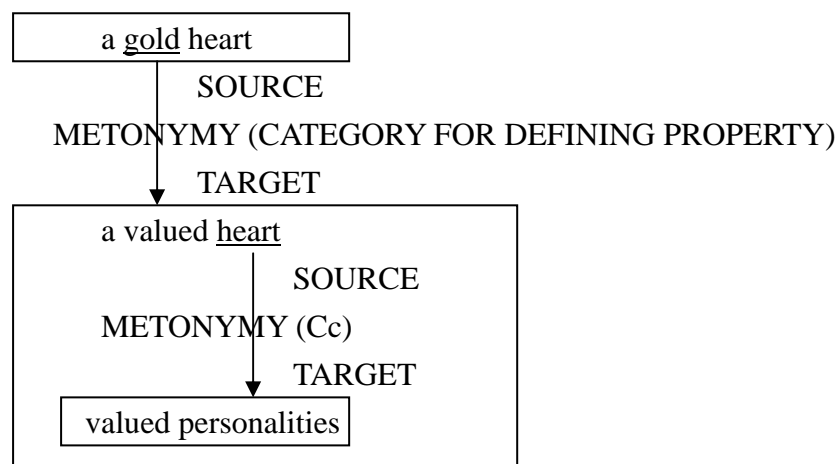 a gold heart
SOURCE
METONYMY (CATEGORY FOR DEFINING PROPERTY)
TARGET
a valued heart
SOURCE
METONYMY (Cc)
TARGET
valued personalities